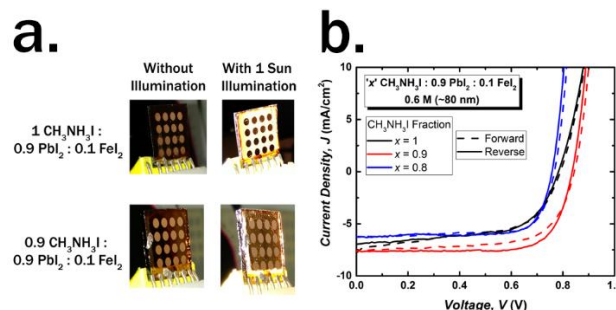 a.
Without
Illumination
With 1 Sun
Illumination
1 CH₃NH₃I :
0.9 PbI₂ : 0.1 FeI₂
0.9 CH₃NH₃I :
0.9 PbI₂ : 0.1 FeI₂
b.
'x' CH₃NH₃I : 0.9 PbI₂ : 0.1 FeI₂
0.6 M (~80 nm)
CH₃NH₃I Fraction
x = 1
x = 0.9
x = 0.8
Forward
Reverse
Current Density, J (mA/cm²)
10
5
0
-5
-10
0.0 0.2 0.4 0.6 0.8 1.
Voltage, V (V)